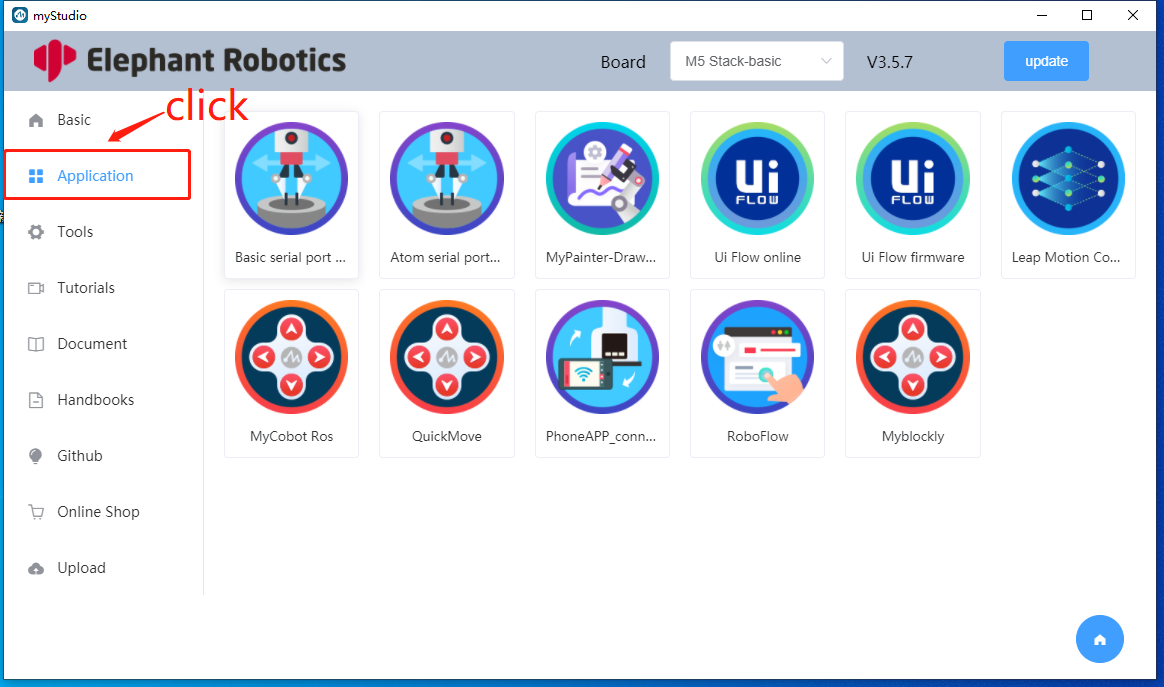 myStudio
Elephant Robotics
Board
M5 Stack-basic
V3.5.7
update
click
Basic
Application
Tools
Tutorials
Document
Handbooks
Github
Online Shop
Upload
Basic serial port ...
Atom serial port...
MyPainter-Draw...
Ui FLOW
Ui Flow online
Ui FLOW
Ui Flow firmware
Leap Motion Co...
MyCobot Ros
QuickMove
PhoneAPP_conn...
RoboFlow
Myblockly